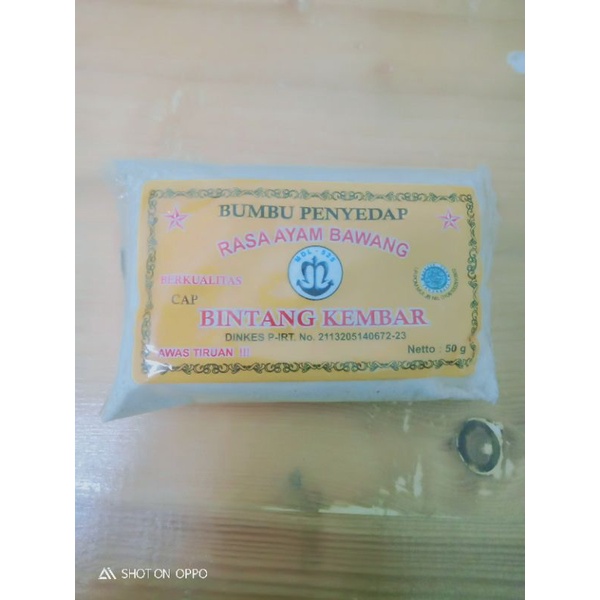 BUMBU PENYEDAP
RASA AYAM BAWANG
BERKUALITAS
CAP
BINTANG KEMBAR
DINKES P-IRT. No. 2113205140672-23
AWAS TIRUAN !!!
Netto : 50 g
SHOT ON OPPO